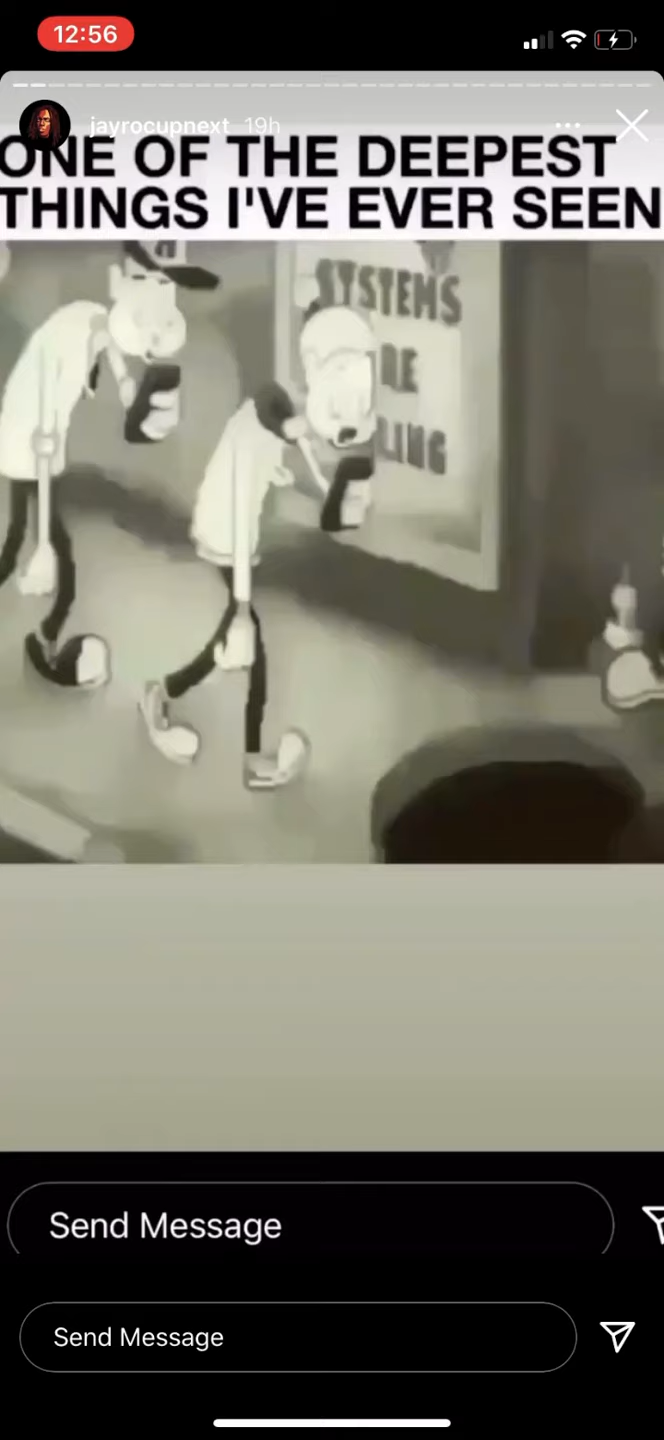 12:56
jayrocupnext 19h
ONE OF THE DEEPEST
THINGS I'VE EVER SEEN
SYSTEMS
Send Message
Send Message